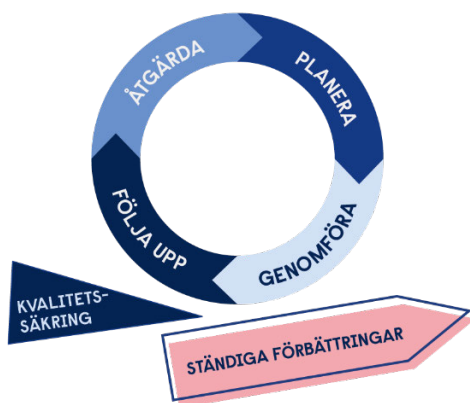 ÅTGÄRDA
PLANERA
FÖLJA UPP
GENOMFÖRA
KVALITETS-
SÄKRING
STÄNDIGA FÖRBÄTTRINGAR